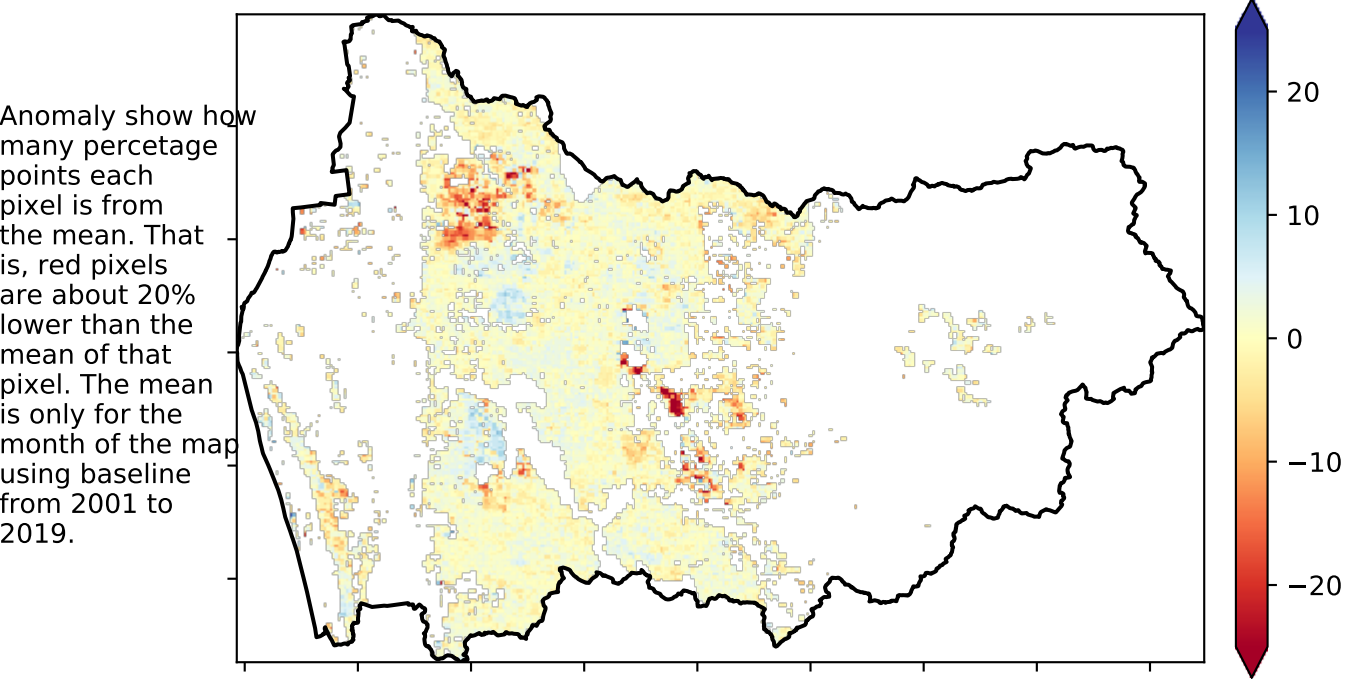 Anomaly show how
many percetage
points each
pixel is from
the mean. That
is, red pixels
are about 20%
lower than the
mean of that
pixel. The mean
is only for the
month of the map
using baseline
from 2001 to
2019.
20
10
0
−10
−20